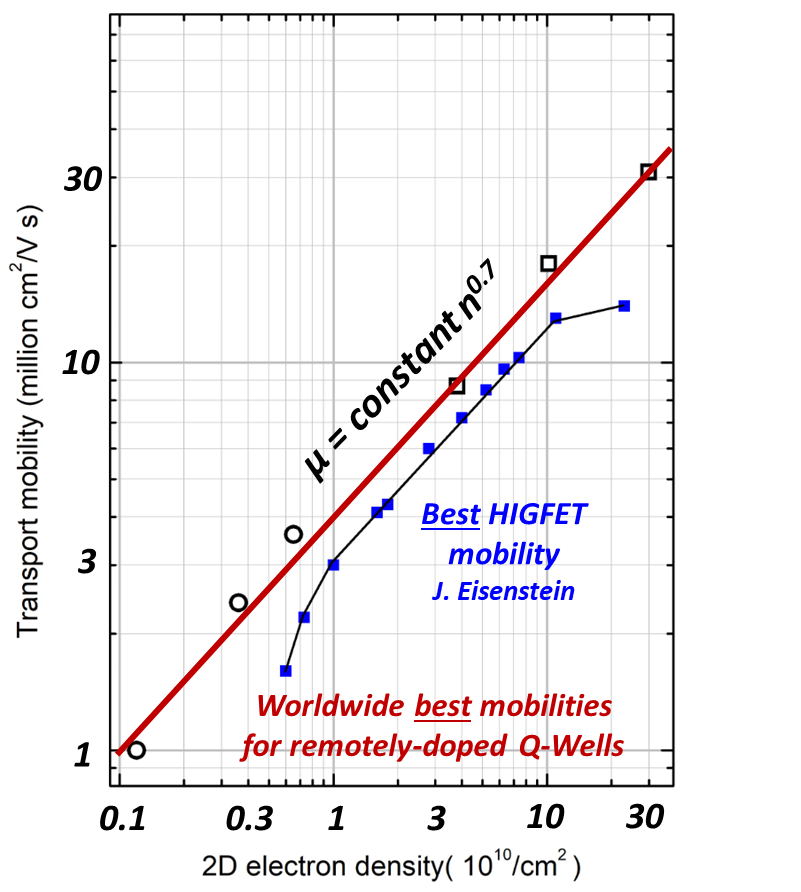 30
10
3
1
Transport mobility (million cm²/V s)
μ = constant n^0.7
Best HIGFET
mobility
J. Eisenstein
Worldwide best mobilities
for remotely-doped Q-Wells
0.1 0.3 1 3 10 30
2D electron density( 10¹⁰/cm² )